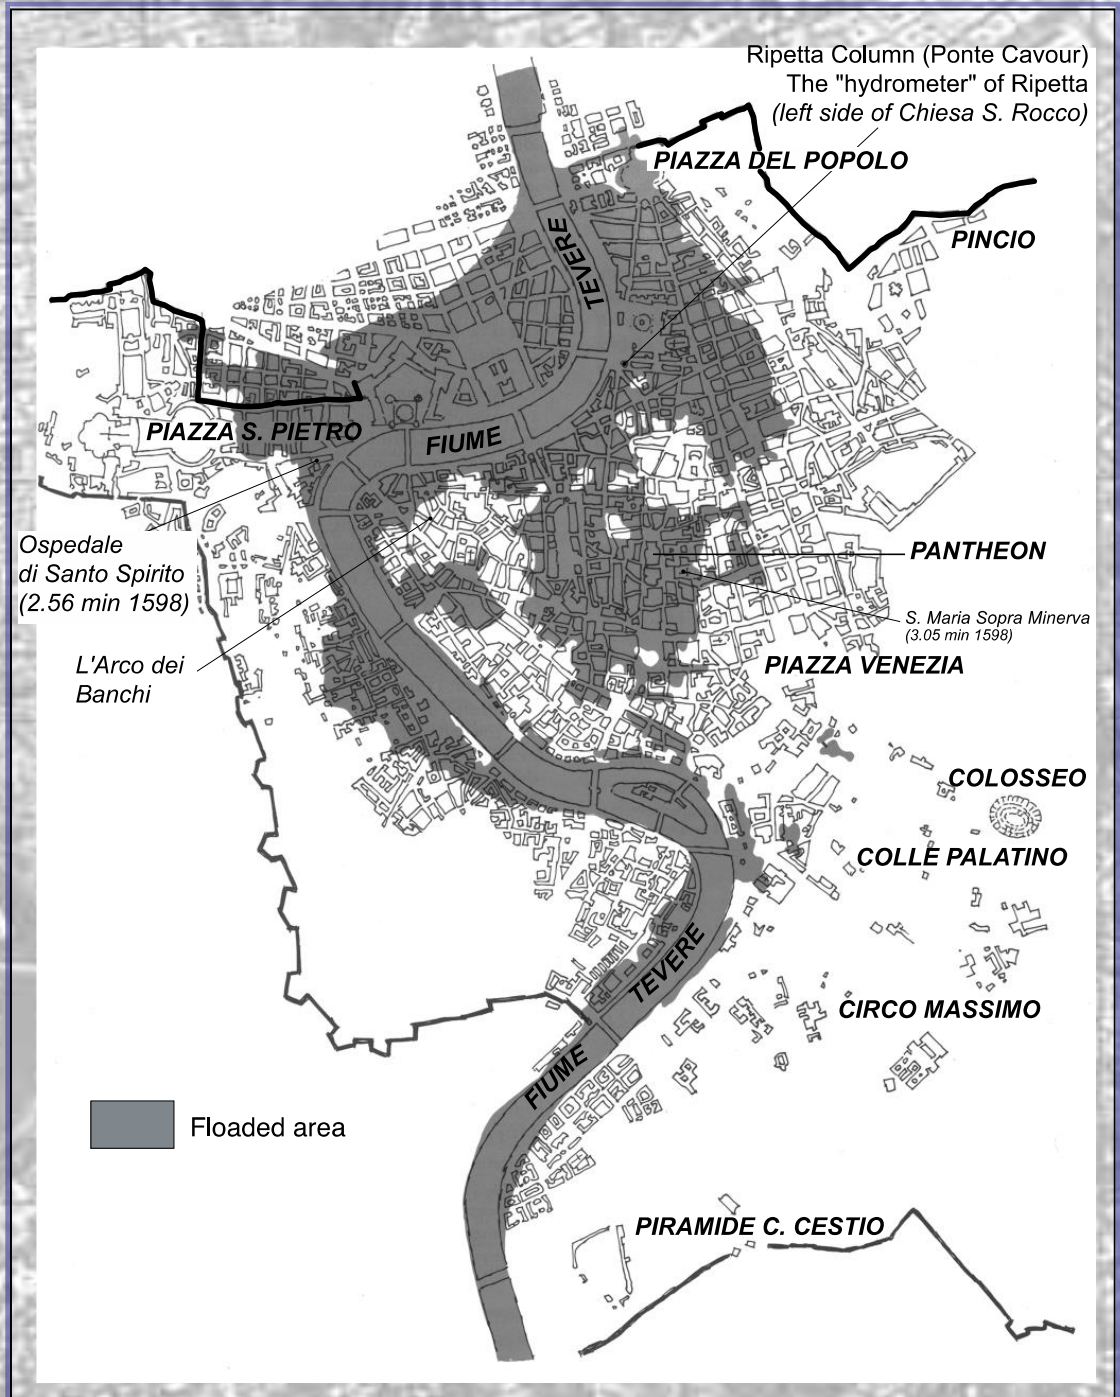 Ripetta Column (Ponte Cavour)
The "hydrometer" of Ripetta
(left side of Chiesa S. Rocco)
PIAZZA DEL POPOLO
PINCIO
TEVERE
PIAZZA S. PIETRO
FIUME
Ospedale
di Santo Spirito
(2.56 min 1598)
PANTHEON
S. Maria Sopra Minerva
(3.05 min 1598)
L'Arco dei
Banchi
PIAZZA VENEZIA
COLOSSEO
COLLE PALATINO
TEVERE
CIRCO MASSIMO
FIUME
Floaded area
PIRAMIDE C. CESTIO